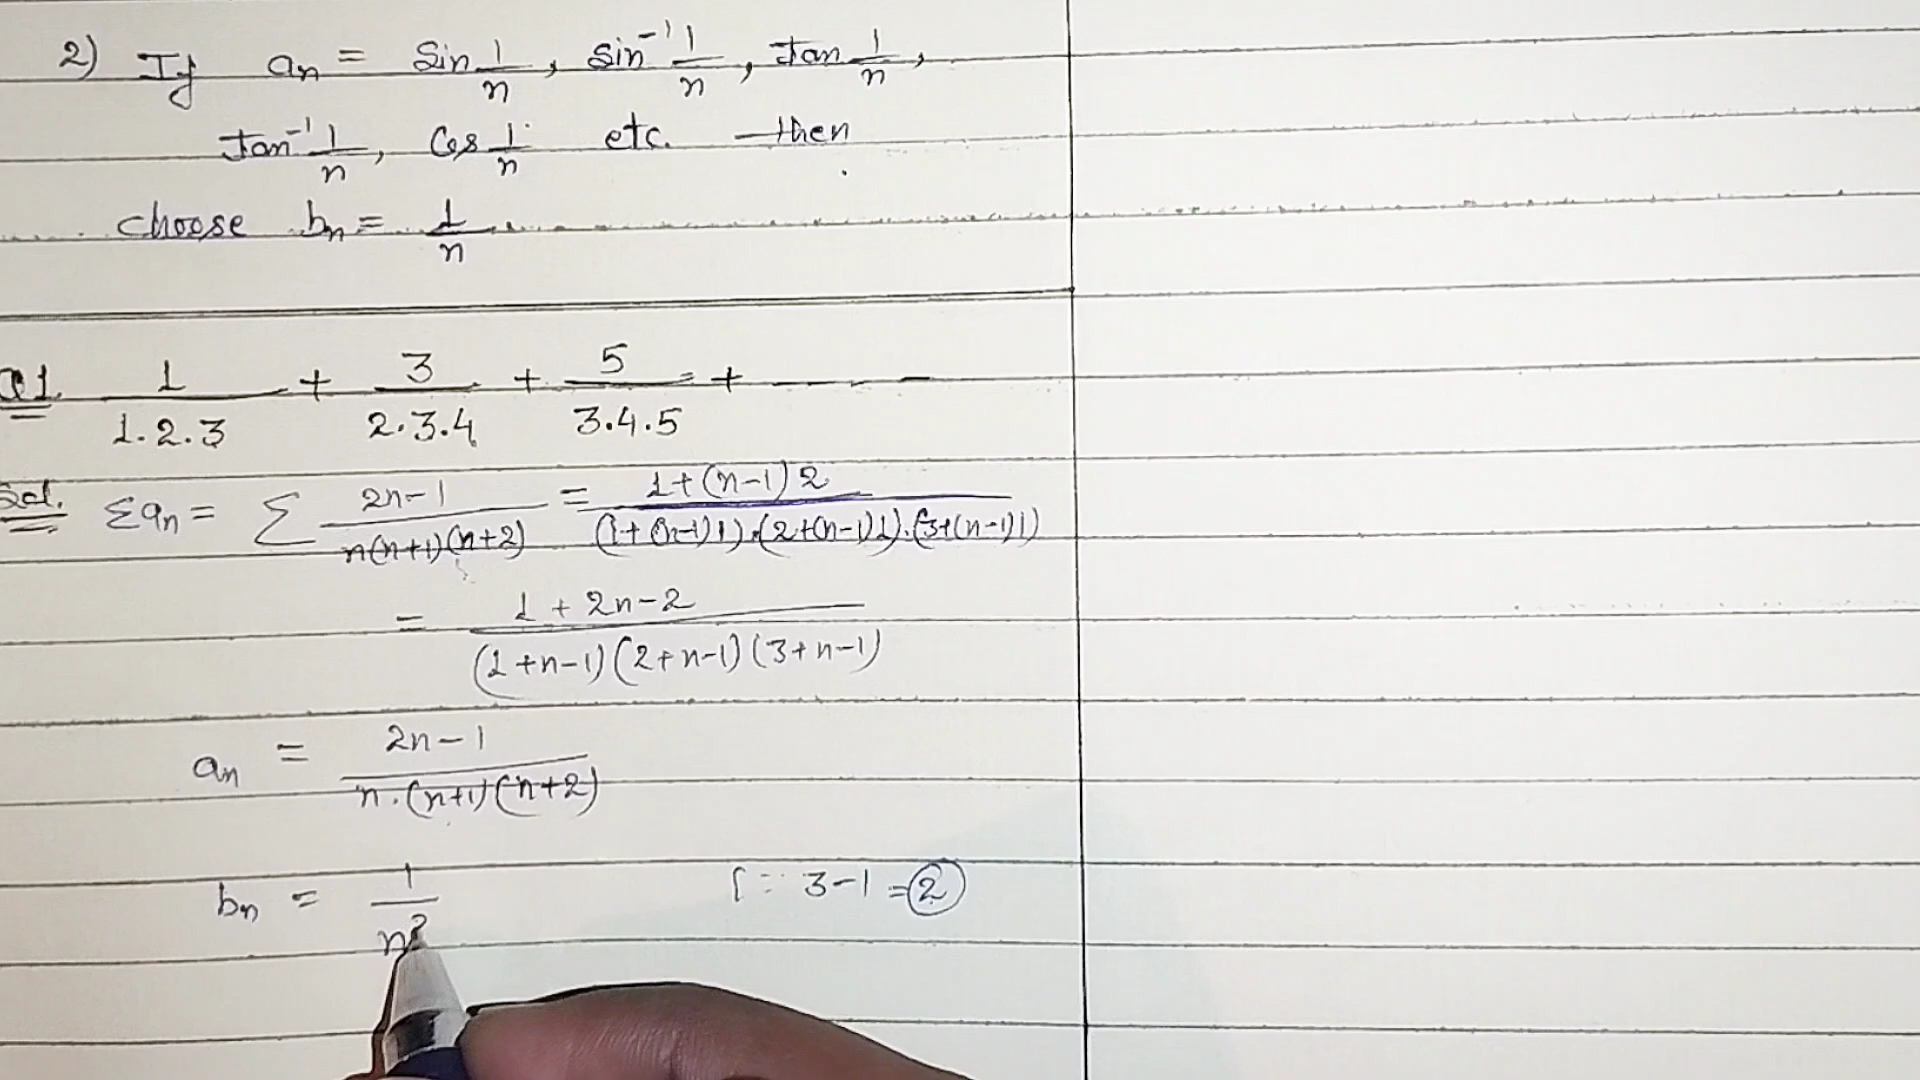 2) If an = Sin 1/n, sin⁻¹ 1/n, Tan 1/n,
Tan⁻¹ 1/n, Cos 1/n etc. then
choose bn = 1/n
Q1. 1/1.2.3 + 3/2.3.4 + 5/3.4.5 + ----
Sol. Σan = Σ 2n-1/n(n+1)(n+2) = 1+(n-1)2/(1+(n-1)1).(2+(n-1)1).(3+(n-1)1)
= 1+2n-2/(1+n-1)(2+n-1)(3+n-1)
an = 2n-1/n.(n+1)(n+2)
bn = 1/n² [∵ 3-1=2